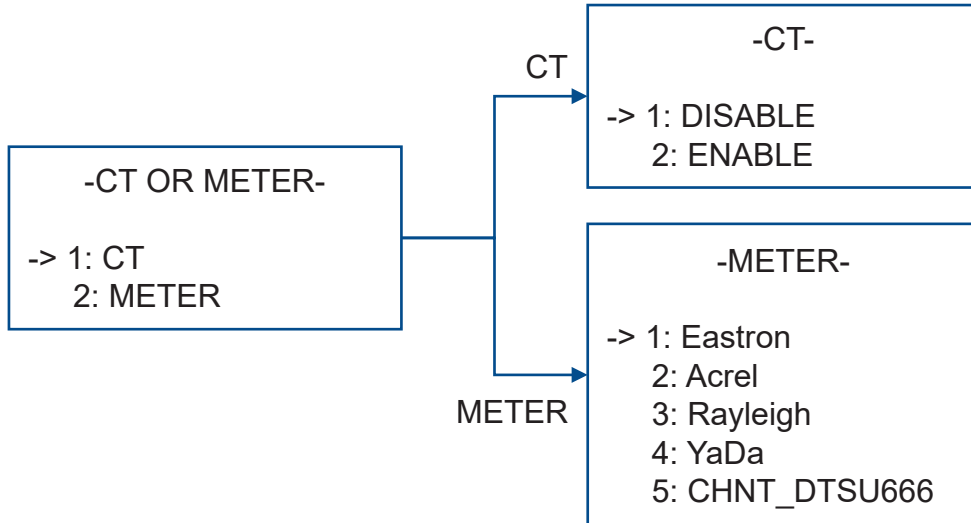 -CT OR METER-
-> 1: CT
2: METER
CT
-CT-
-> 1: DISABLE
2: ENABLE
METER
-METER-
-> 1: Eastron
2: Acrel
3: Rayleigh
4: YaDa
5: CHNT_DTSU666